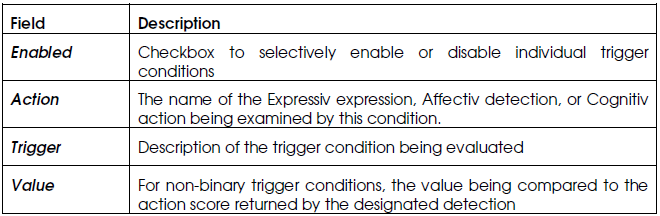 Field Description
Enabled Checkbox to selectively enable or disable individual trigger
conditions
Action The name of the Expressiv expression, Affectiv detection, or Cognitiv
action being examined by this condition.
Trigger Description of the trigger condition being evaluated
Value For non-binary trigger conditions, the value being compared to the
action score returned by the designated detection